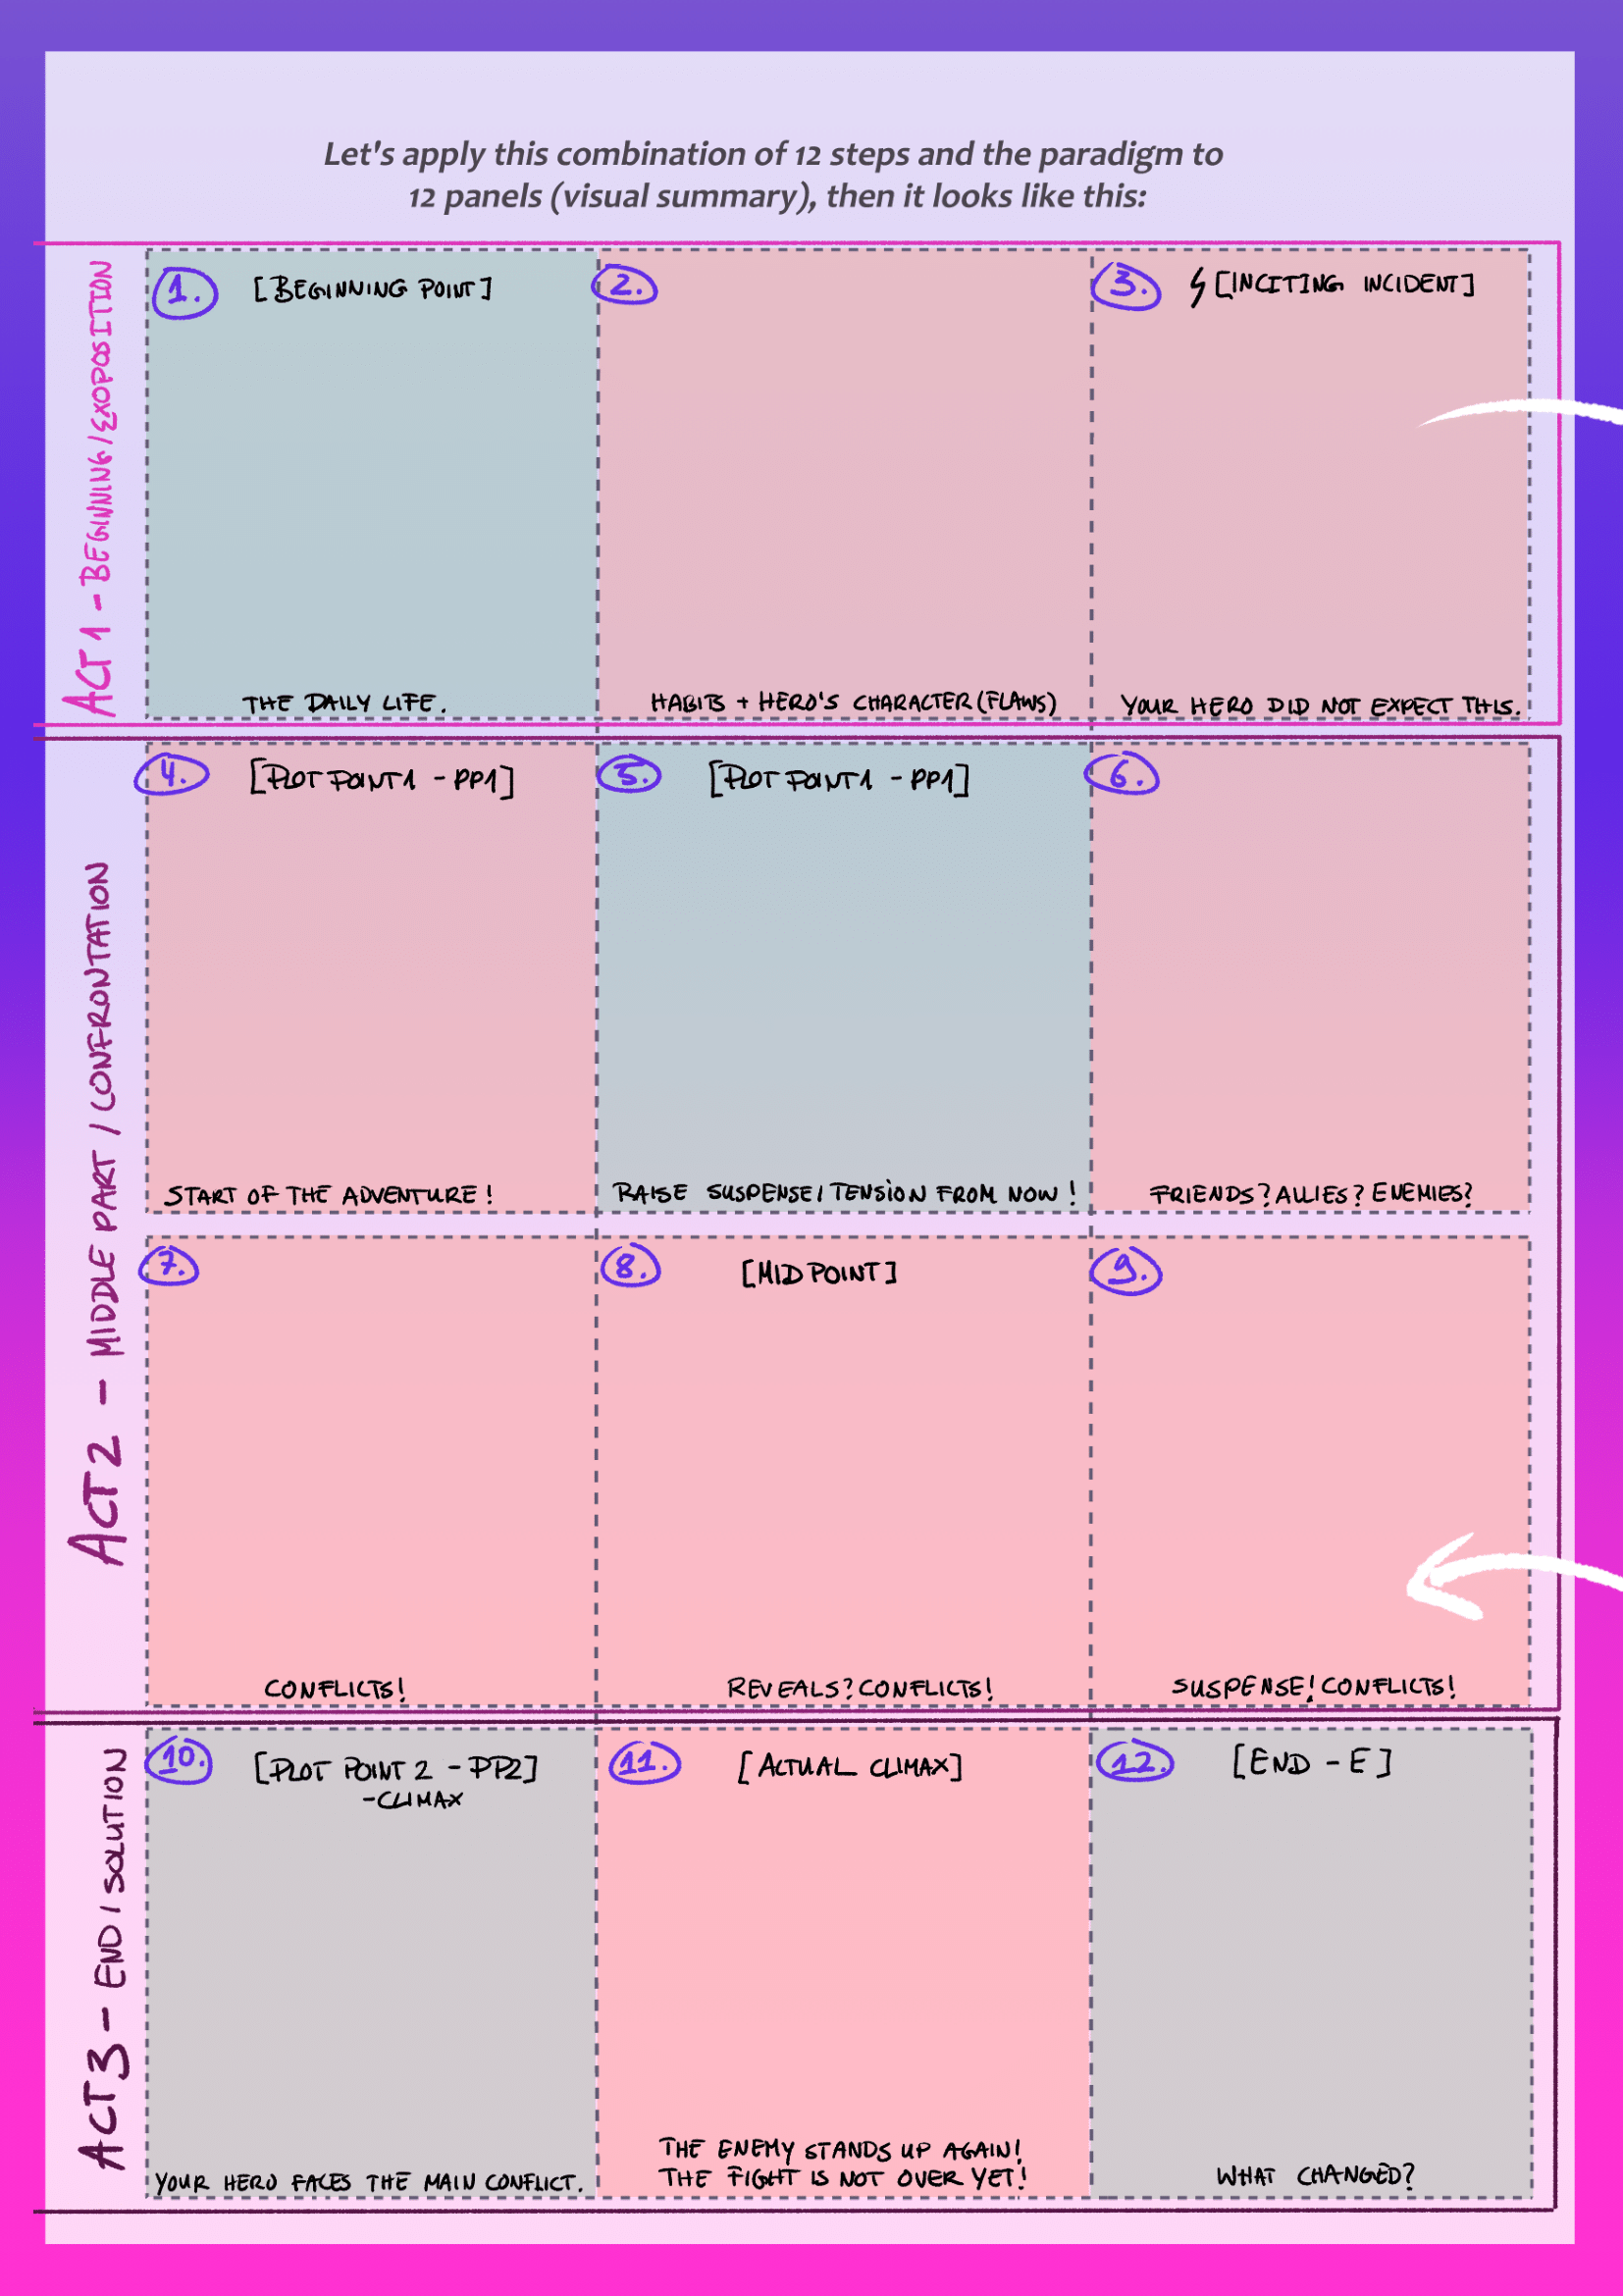 Let's apply this combination of 12 steps and the paradigm to
12 panels (visual summary), then it looks like this:
ACT 1 - BEGINNING/EXOPOSITION
1. [BEGINNING POINT]
THE DAILY LIFE.
2.
HABITS + HERO'S CHARACTER (FLAWS)
3. [INCITING INCIDENT]
YOUR HERO DID NOT EXPECT THIS.
ACT 2 - MIDDLE PART / CONFRONTATION
4. [PLOT POINT 1 - PP1]
START OF THE ADVENTURE!
5. [PLOT POINT 1 - PP1]
RAISE SUSPENSE/TENSION FROM NOW!
6.
FRIENDS? ALLIES? ENEMIES?
7.
CONFLICTS!
8. [MIDPOINT]
REVEALS? CONFLICTS!
9.
SUSPENSE! CONFLICTS!
ACT 3 - END / SOLUTION
10. [PLOT POINT 2 - PP2]
-CLIMAX
YOUR HERO FACES THE MAIN CONFLICT.
11. [ACTUAL CLIMAX]
THE ENEMY STANDS UP AGAIN!
THE FIGHT IS NOT OVER YET!
12. [END - E]
WHAT CHANGED?